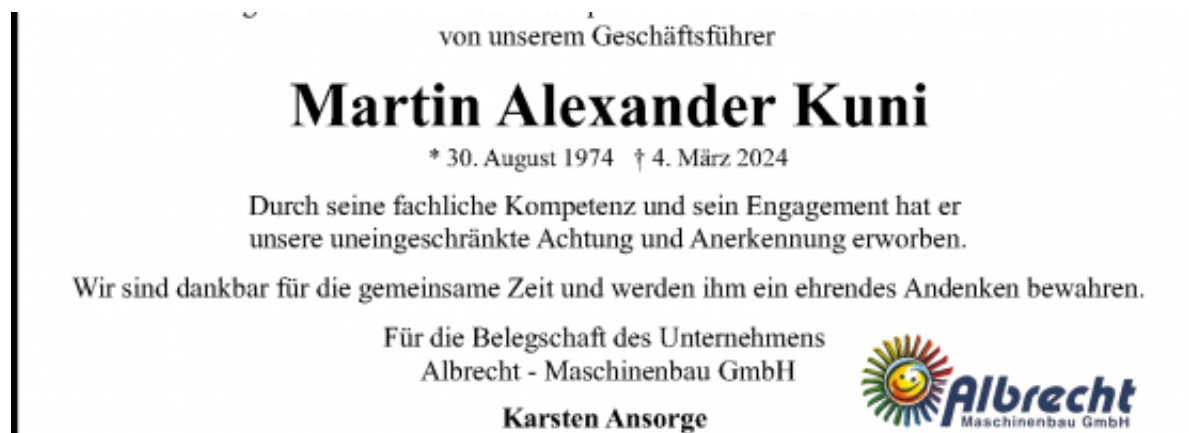 von unserem Geschäftsführer
Martin Alexander Kuni
* 30. August 1974 † 4. März 2024
Durch seine fachliche Kompetenz und sein Engagement hat er
unsere uneingeschränkte Achtung und Anerkennung erworben.
Wir sind dankbar für die gemeinsame Zeit und werden ihm ein ehrendes Andenken bewahren.
Für die Belegschaft des Unternehmens
Albrecht - Maschinenbau GmbH
Karsten Ansorge
Albrecht
Maschinenbau GmbH